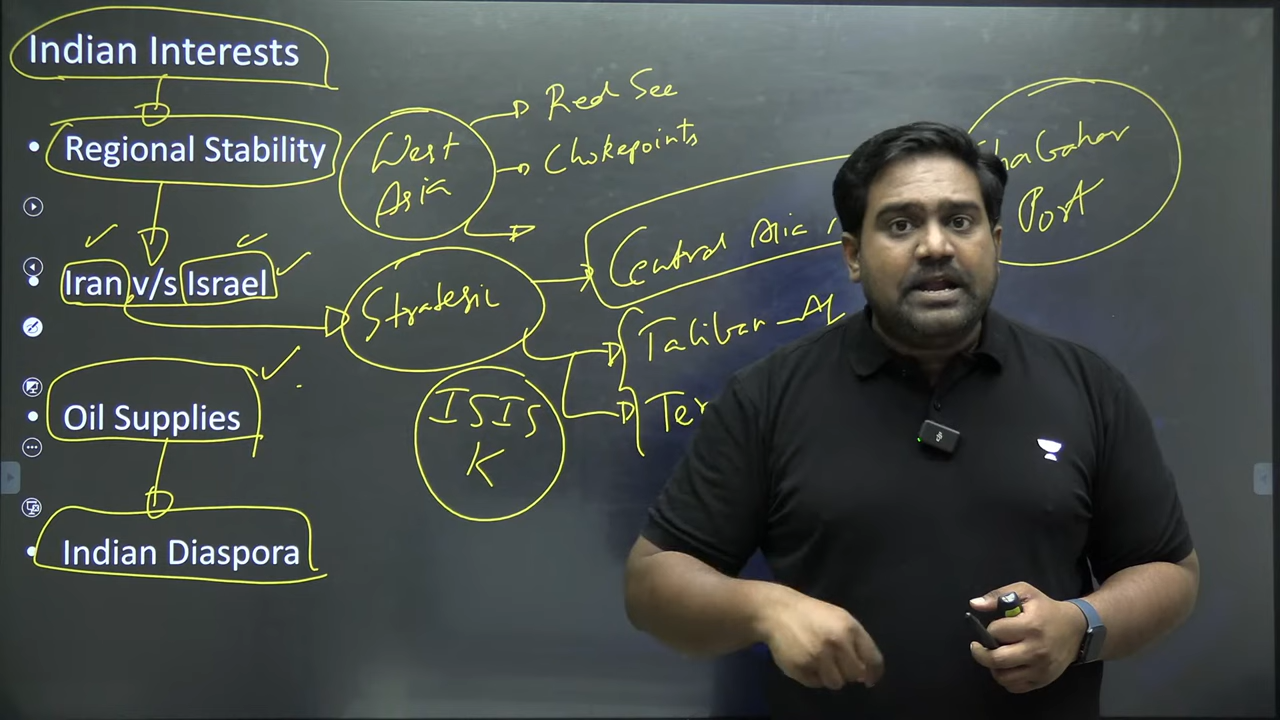 Indian Interests
• Regional Stability
• Iran v/s Israel
• Oil Supplies
• Indian Diaspora
West
Asia
Red See
Chokepoints
Strategic
Central Asia
Taliban
ISIS
K
Port